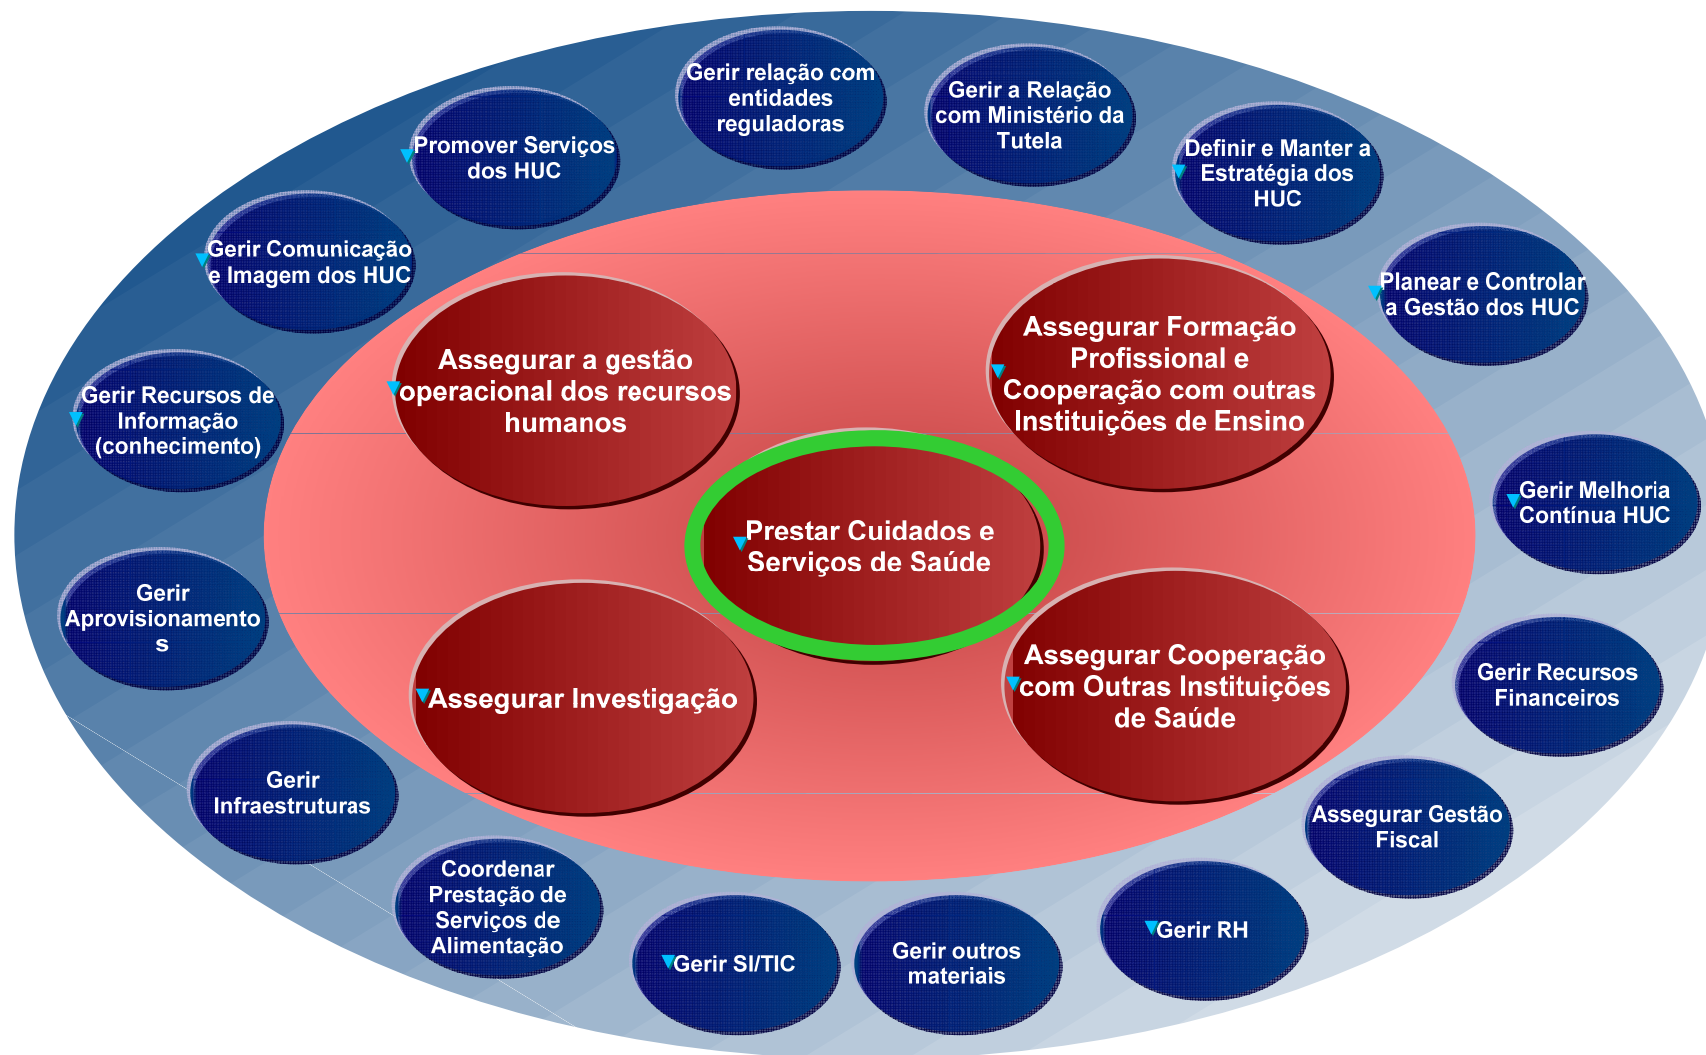 Gerir relação com
entidades
reguladoras
Gerir a Relação
com Ministério da
Tutela
Promover Serviços
dos HUC
Definir e Manter a
Estratégia dos
HUC
Gerir Comunicação
e Imagem dos HUC
Planear e Controlar
a Gestão dos HUC
Assegurar a gestão
operacional dos recursos
humanos
Assegurar Formação
Profissional e
Cooperação com outras
Instituições de Ensino
Gerir Recursos de
Informação
(conhecimento)
Gerir Melhoria
Contínua HUC
Prestar Cuidados e
Serviços de Saúde
Gerir
Aprovisionamento
s
Assegurar Investigação
Assegurar Cooperação
com Outras Instituições
de Saúde
Gerir Recursos
Financeiros
Gerir
Infraestruturas
Assegurar Gestão
Fiscal
Coordenar
Prestação de
Serviços de
Alimentação
Gerir SI/TIC
Gerir outros
materiais
Gerir RH